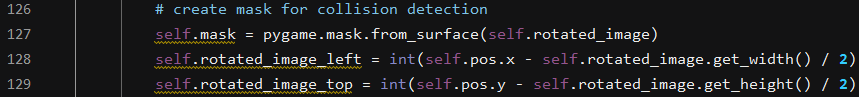 126 # create mask for collision detection
127 self.mask = pygame.mask.from_surface(self.rotated_image)
128 self.rotated_image_left = int(self.pos.x - self.rotated_image.get_width() / 2)
129 self.rotated_image_top = int(self.pos.y - self.rotated_image.get_height() / 2)